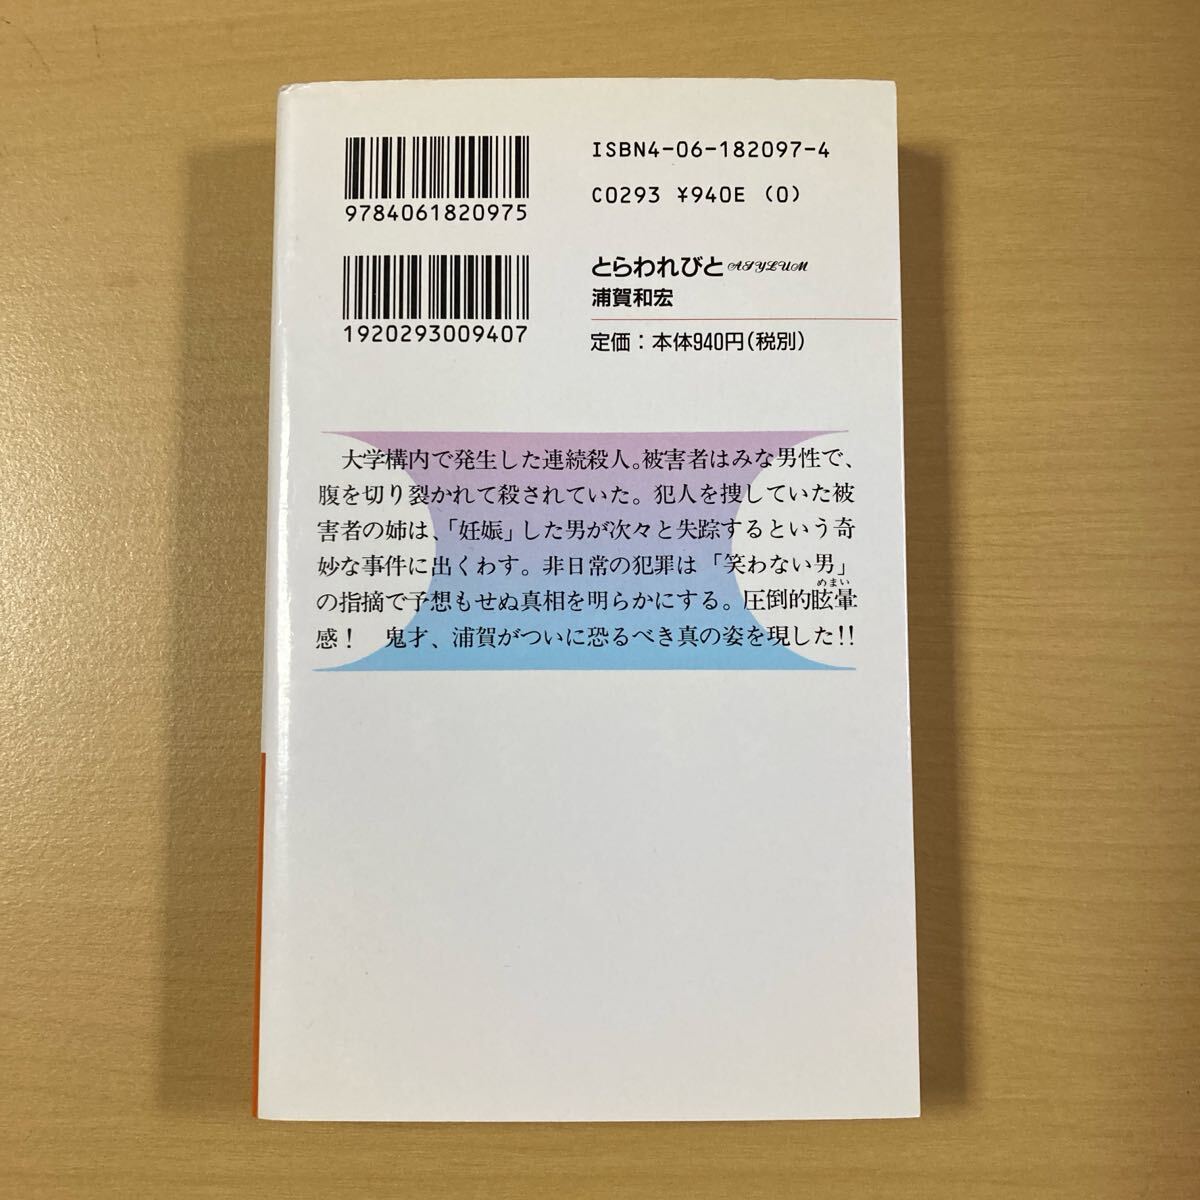 9784061820975
ISBN4-06-182097-4
C0293 ¥940E (0)
1920293009407
とらわれびと ASYLUM
浦賀和宏
定価：本体940円（税別）
大学構内で発生した連続殺人。被害者はみな男性で、
腹を切り裂かれて殺されていた。犯人を捜していた被
害者の姉は、「妊娠」した男が次々と失踪するという奇
妙な事件に出くわす。非日常の犯罪は「笑わない男」
の指摘で予想もせぬ真相を明らかにする。圧倒的眩暈
めまい
感！　鬼才、浦賀がついに恐るべき真の姿を現した!!